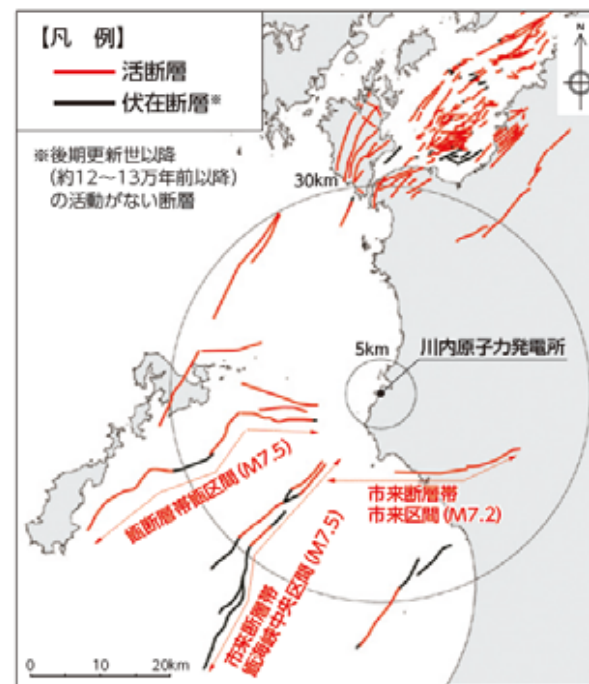 【凡 例】
活断層
伏在断層※
※後期更新世以降
(約12〜13万年前以降)
の活動がない断層
N
30km
5km
川内原子力発電所
甑断層帯甑区間(M7.5)
市来断層帯
市来区間(M7.2)
市来断層帯
甑海峡中央区間(M7.5)
0 10 20km